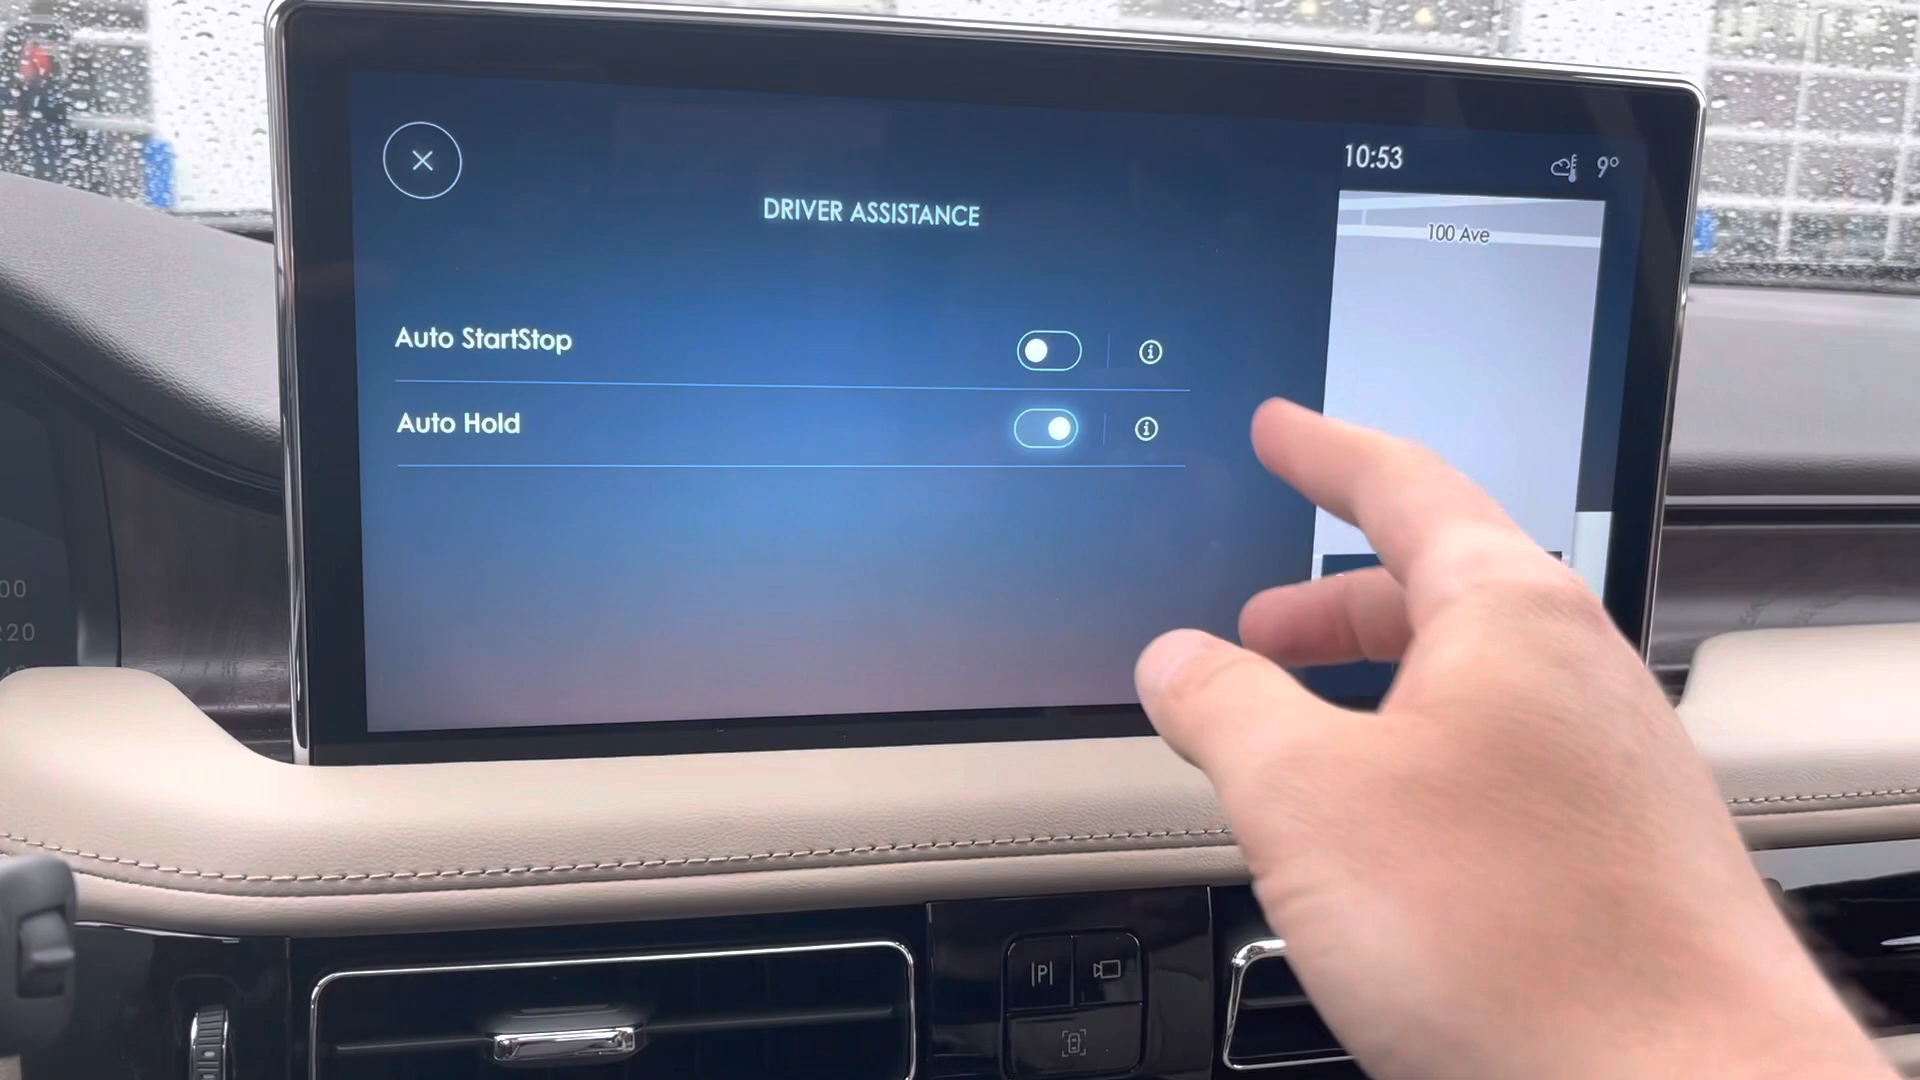 10:53
9°
DRIVER ASSISTANCE
100 Ave
Auto StartStop
Auto Hold
P